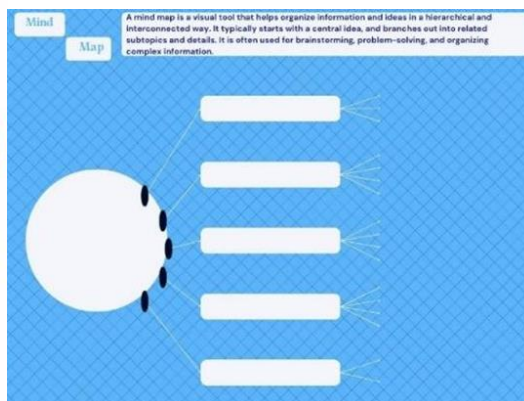 Mind
Map
A mind map is a visual tool that helps organize information and ideas in a hierarchical and
interconnected way. It typically starts with a central idea, and branches out into related
subtopics and details. It is often used for brainstorming, problem-solving, and organizing
complex information.